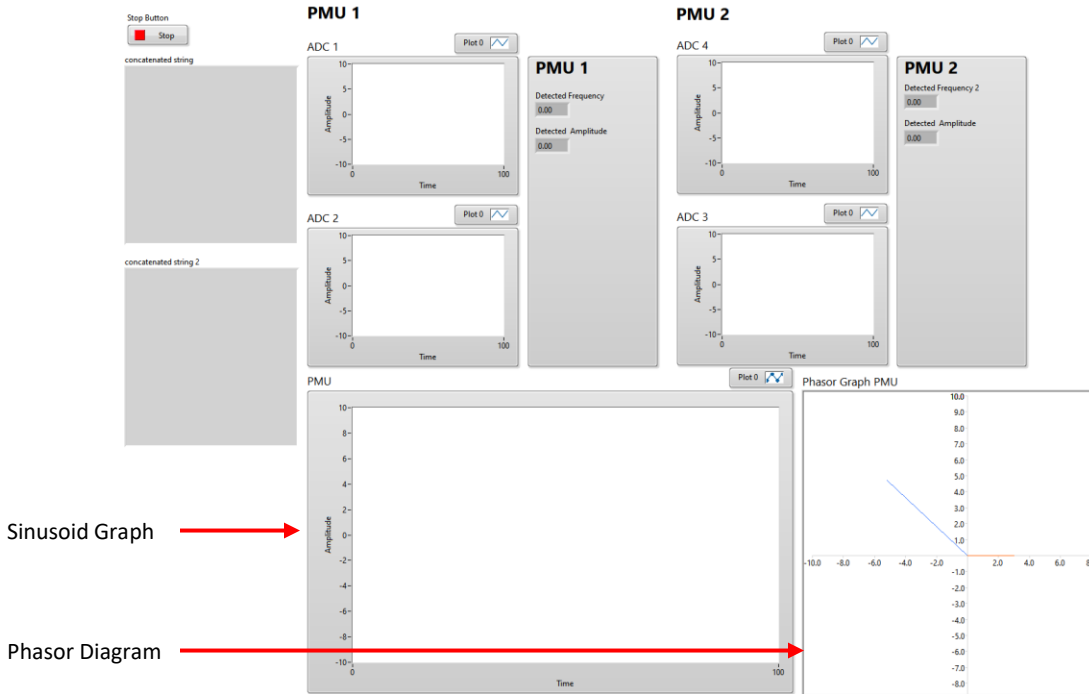 PMU 1
PMU 2
Stop Button
Stop
concatenated string
concatenated string 2
ADC 1
Plot 0
Amplitude
10
5
0
-5
-10
0
100
Time
PMU 1
Detected Frequency
0.00
Detected Amplitude
0.00
ADC 4
Plot 0
Amplitude
10
5
0
-5
-10
0
100
Time
PMU 2
Detected Frequency 2
0.00
Detected Amplitude
0.00
ADC 2
Plot 0
Amplitude
10
5
0
-5
-10
0
100
Time
ADC 3
Plot 0
Amplitude
10
5
0
-5
-10
0
100
Time
PMU
Plot 0
Amplitude
10
8
6
4
2
0
-2
-4
-6
-8
-10
0
100
Time
Phasor Graph PMU
10.0
9.0
8.0
7.0
6.0
5.0
4.0
3.0
2.0
1.0
-10.0 -8.0 -6.0 -4.0 -2.0 2.0 4.0 6.0 8
-1.0
-2.0
-3.0
-4.0
-5.0
-6.0
-7.0
-8.0
Sinusoid Graph
Phasor Diagram